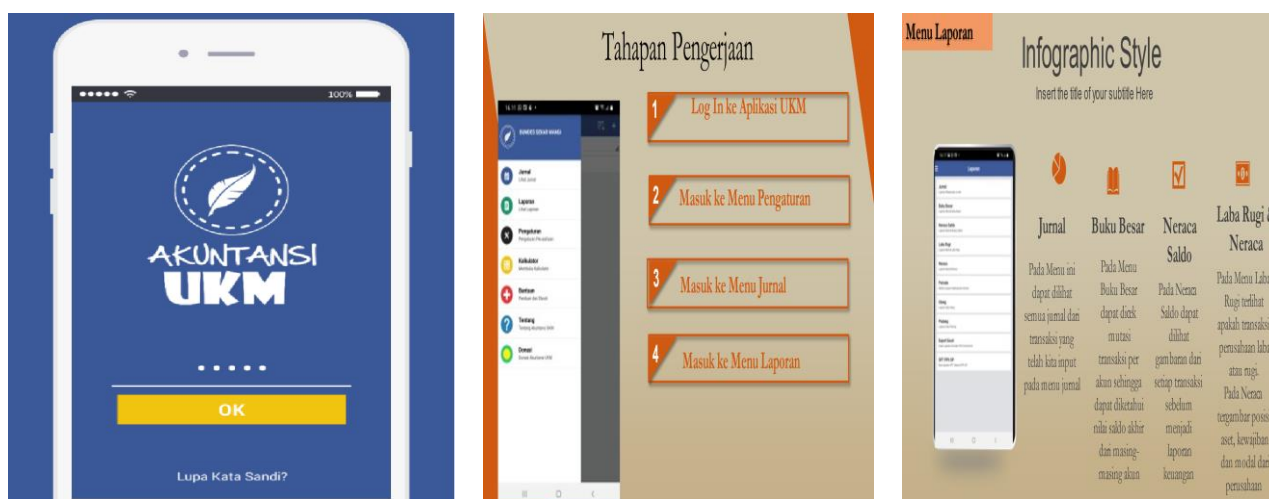 100%
AKUNTANSI
UKM
OK
Lupa Kata Sandi?
Tahapan Pengerjaan
Jurnal
Laporan
Pengaturan
Kalkulator
Bantuan
Tentang
Donasi
1 Log In ke Aplikasi UKM
2 Masuk ke Menu Pengaturan
3 Masuk ke Menu Jurnal
4 Masuk ke Menu Laporan
Menu Laporan
Infographic Style
Insert the title of your subtitle Here
Laporan
Jurnal
Pada Menu ini
dapat dilihat
semua jurnal dari
transaksi yang
telah kita input
pada menu jurnal
Buku Besar
Pada Menu
Buku Besar
dapat dicek
mutasi
transaksi per
akun sehingga
dapat diketahui
nilai saldo akhir
dari masing-
masing akun
Neraca
Saldo
Pada Neraca
Saldo dapat
dilihat
gambaran dari
setiap transaksi
sebelum
menjadi
laporan
keuangan
Laba Rugi &
Neraca
Pada Menu Laba
Rugi terlihat
apakah transaksi
perusahaan laba
atau rugi.
Pada Neraca
tergambar posisi
aset, kewajiban
dan modal dari
perusahaan